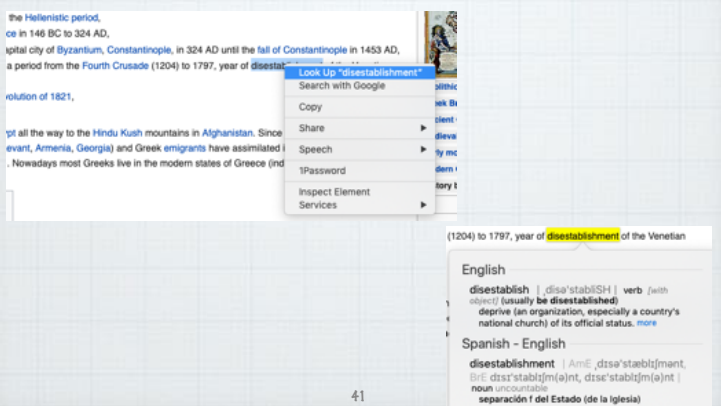 the Hellenistic period,
ce in 146 BC to 324 AD,
apital city of Byzantium, Constantinople, in 324 AD until the fall of Constantinople in 1453 AD,
a period from the Fourth Crusade (1204) to 1797, year of
volution of 1821,
ypt all the way to the Hindu Kush mountains in Afghanistan. Since
evant, Armenia, Georgia) and Greek emigrants have assimilated
. Nowadays most Greeks live in the modern states of Greece (ind
Look Up "disestablishment"
Search with Google
Copy
Share
Speech
1Password
Inspect Element
Services
(1204) to 1797, year of disestablishment of the Venetian
English
disestablish | ˌdisəˈstabliSH | verb [with
object] (usually be disestablished)
deprive (an organization, especially a country's
national church) of its official status. more
Spanish - English
disestablishment | AmE ˌdɪsəˈstæblɪʃmənt,
BrE dɪsɪˈstablɪʃm(ə)nt, dɪsɛˈstablɪʃm(ə)nt |
noun uncountable
separación f del Estado (de la Iglesia)
41